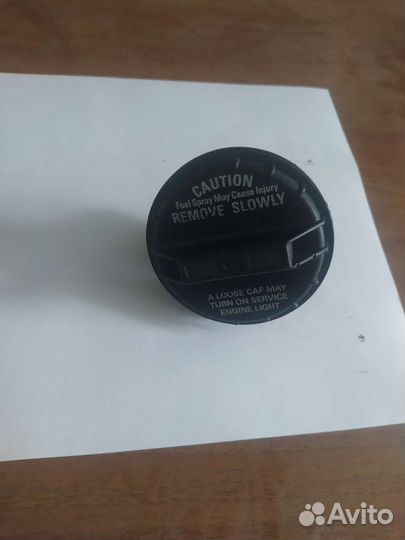 CAUTION
Fuel Spray May Cause Injury
REMOVE SLOWLY
A LOOSE CAP MAY
TURN ON SERVICE
ENGINE LIGHT
Avito